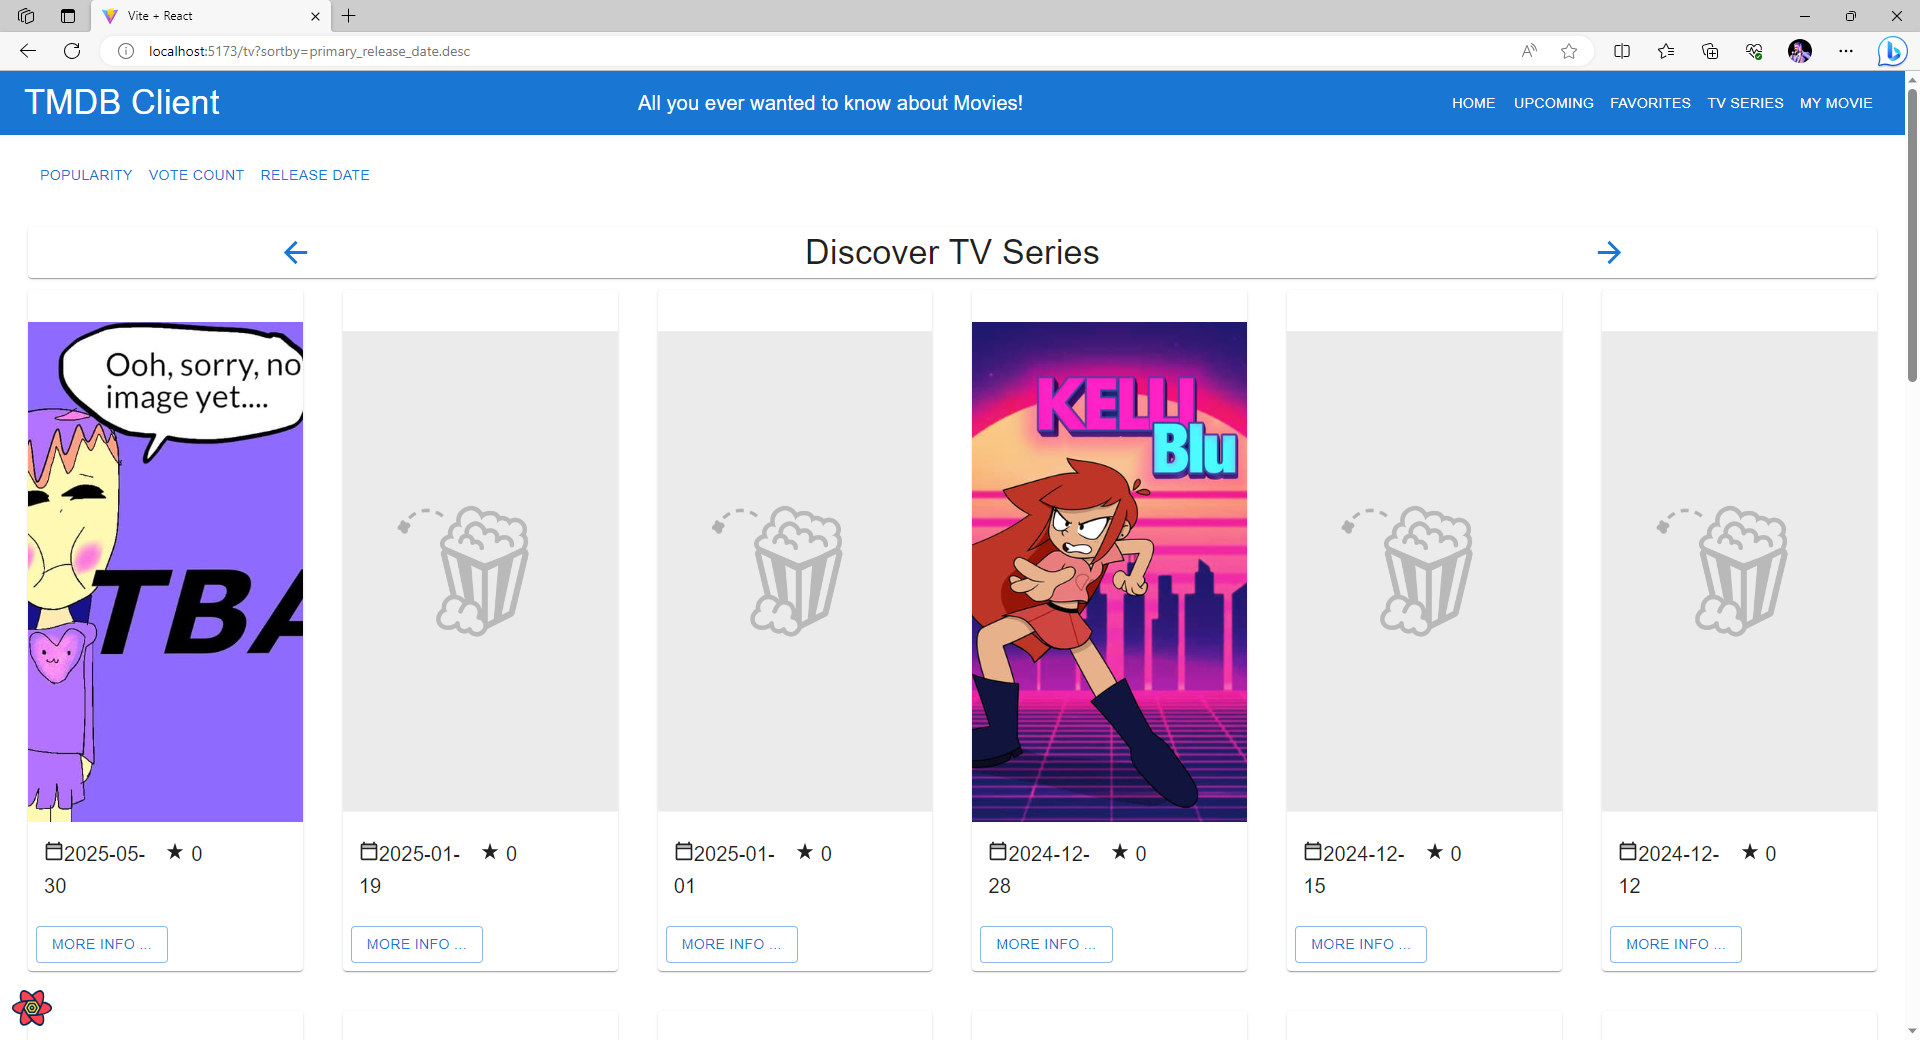 Vite + React
localhost:5173/tv?sortby=primary_release_date.desc
TMDB Client
All you ever wanted to know about Movies!
HOME UPCOMING FAVORITES TV SERIES MY MOVIE
POPULARITY VOTE COUNT RELEASE DATE
Discover TV Series
Ooh, sorry, no
image yet....
TBA
KELLI
Blu
2025-05-30 ★ 0
MORE INFO ...
2025-01-19 ★ 0
MORE INFO ...
2025-01-01 ★ 0
MORE INFO ...
2024-12-28 ★ 0
MORE INFO ...
2024-12-15 ★ 0
MORE INFO ...
2024-12-12 ★ 0
MORE INFO ...